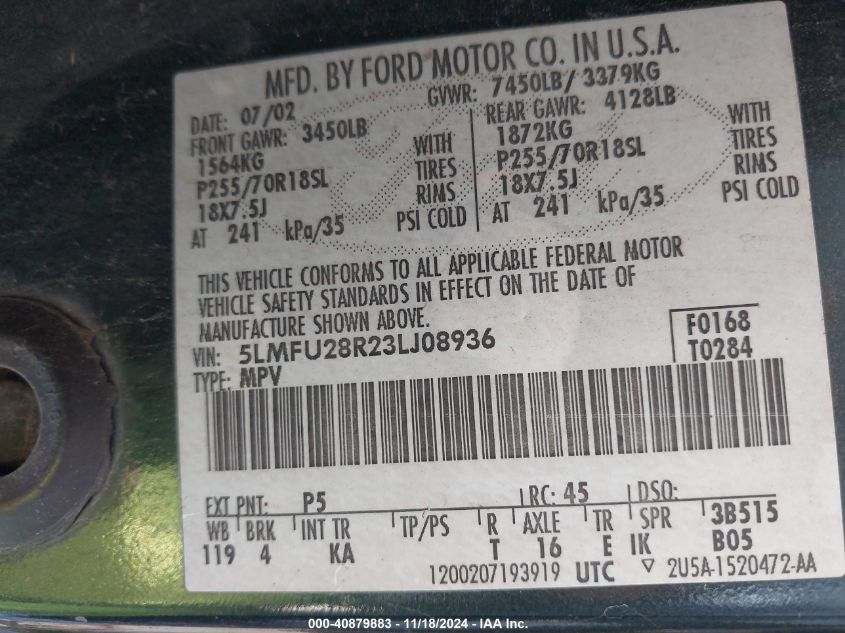 MFD. BY FORD MOTOR CO. IN U.S.A.
DATE: 07/02 GVWR: 7450LB/ 3379KG
FRONT GAWR: 3450LB REAR GAWR: 4128LB
1564KG WITH 1872KG WITH
P255/70R18SL TIRES P255/70R18SL TIRES
18X7.5J RIMS 18X7.5J RIMS
AT 241 kPa/35 PSI COLD AT 241 kPa/35 PSI COLD
THIS VEHICLE CONFORMS TO ALL APPLICABLE FEDERAL MOTOR
VEHICLE SAFETY STANDARDS IN EFFECT ON THE DATE OF
MANUFACTURE SHOWN ABOVE.
VIN: 5LMFU28R23LJ08936 F0168
TYPE: MPV T0284
EXT PNT: P5 RC: 45 DSO:
WB BRK INT TR TP/PS R AXLE TR SPR 3B515
119 4 KA T 16 E IK B05
1200207193919 UTC ▽ 2U5A-1520472-AA
000-40879883 - 11/18/2024 - IAA Inc.